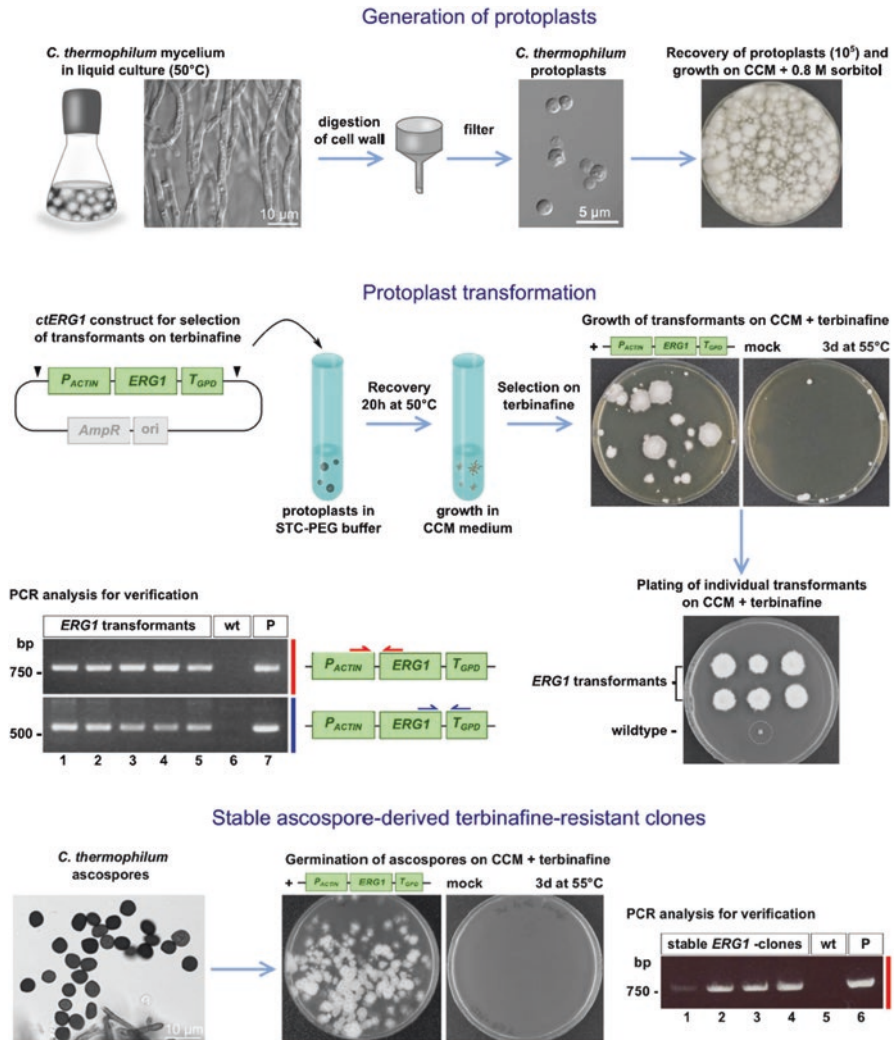 Generation of protoplasts
C. thermophilum mycelium
in liquid culture (50°C)
10 µm
digestion
of cell wall
filter
C. thermophilum
protoplasts
5 µm
Recovery of protoplasts (10⁵) and
growth on CCM + 0.8 M sorbitol
Protoplast transformation
ctERG1 construct for selection
of transformants on terbinafine
P_ACTIN ERG1 T_GPD
AmpR ori
protoplasts in
STC-PEG buffer
Recovery
20h at 50°C
growth in
CCM medium
Selection on
terbinafine
Growth of transformants on CCM + terbinafine
+ P_ACTIN ERG1 T_GPD mock 3d at 55°C
Plating of individual transformants
on CCM + terbinafine
ERG1 transformants
wildtype -
PCR analysis for verification
ERG1 transformants wt P
bp
750 -
500 -
1 2 3 4 5 6 7
P_ACTIN ERG1 T_GPD
P_ACTIN ERG1 T_GPD
Stable ascospore-derived terbinafine-resistant clones
C. thermophilum
ascospores
10 µm
Germination of ascospores on CCM + terbinafine
+ P_ACTIN ERG1 T_GPD mock 3d at 55°C
PCR analysis for verification
stable ERG1 -clones wt P
bp
750 -
1 2 3 4 5 6